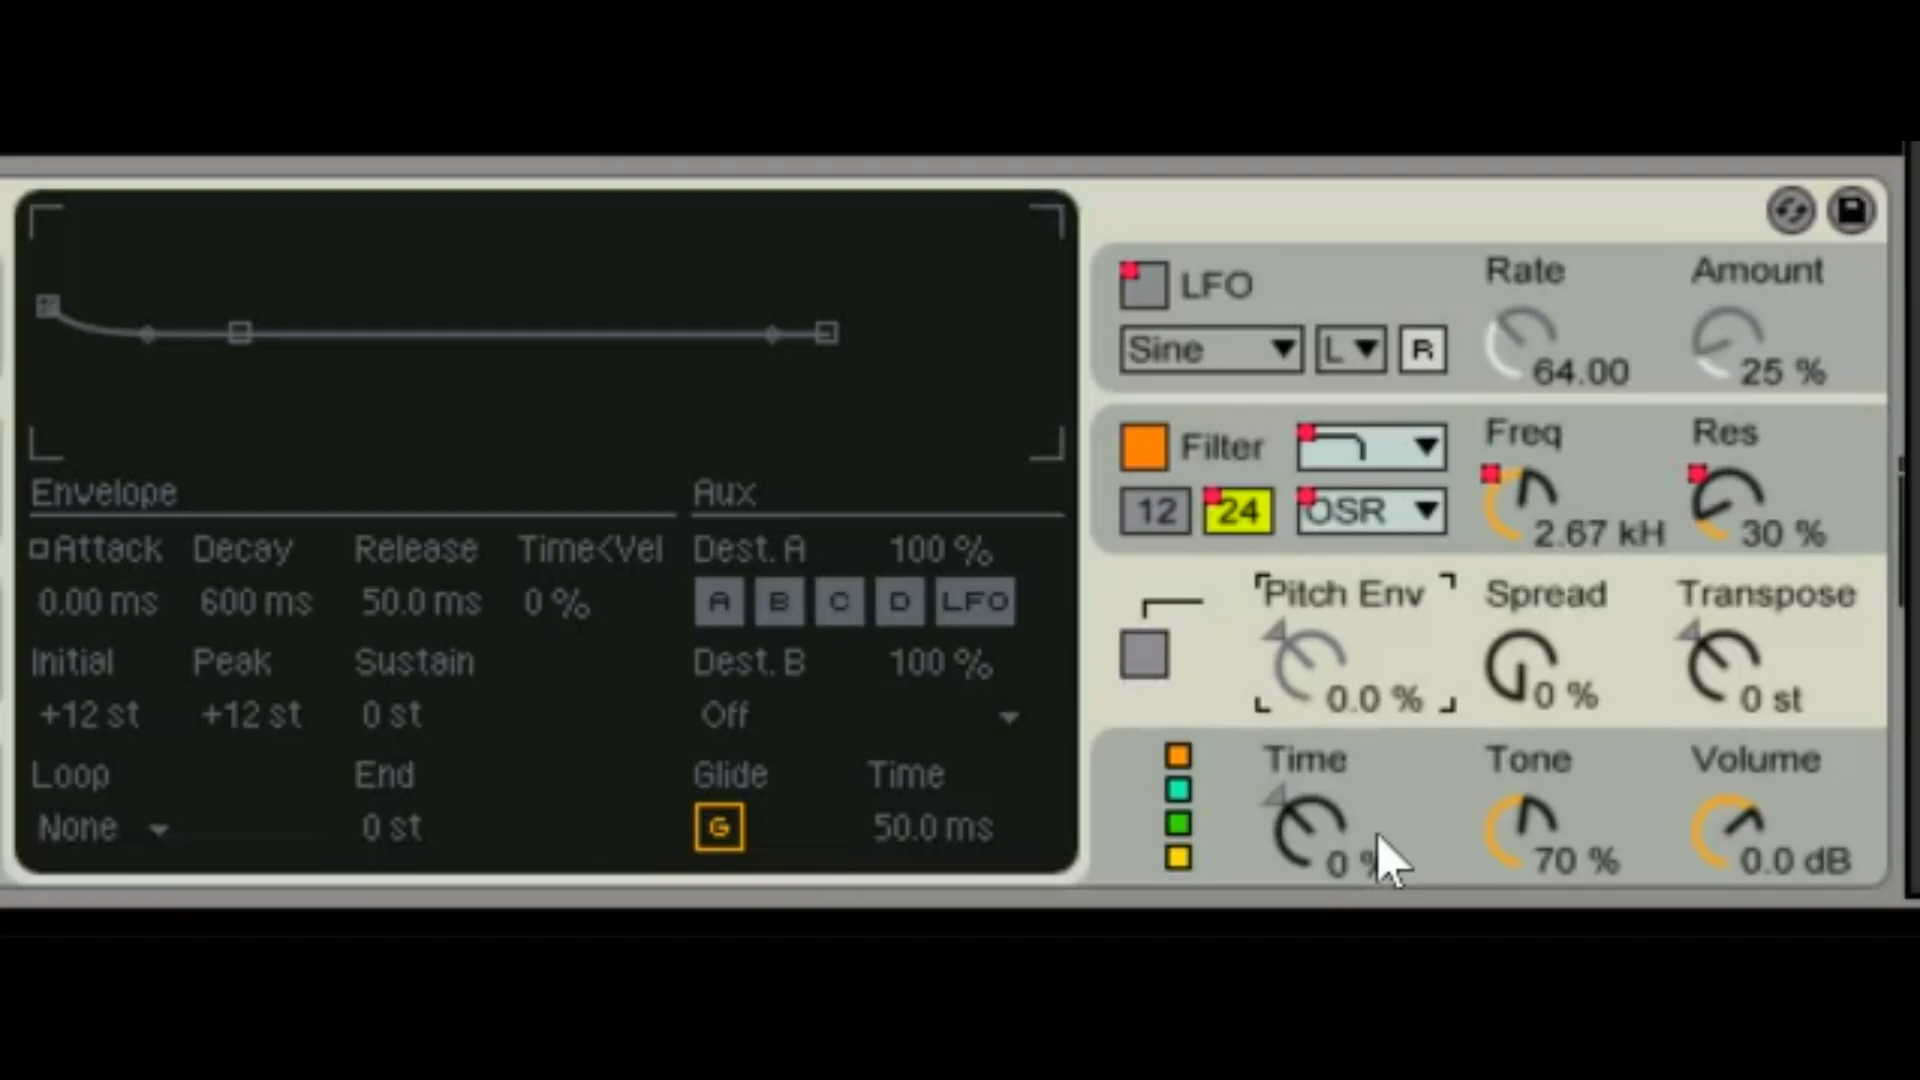 LFO Rate Amount
Sine L R 64.00 25 %
Filter Freq Res
12 24 OSR 2.67 kH 30 %
Envelope Aux
Attack Decay Release Time<Vel Dest. A 100 %
0.00 ms 600 ms 50.0 ms 0 % A B C D LFO
Initial Peak Sustain Dest. B 100 %
+12 st +12 st 0 st Off
Loop End Glide Time
None 0 st G 50.0 ms
Pitch Env Spread Transpose
0.0 % 0 % 0 st
Time Tone Volume
0 % 70 % 0.0 dB